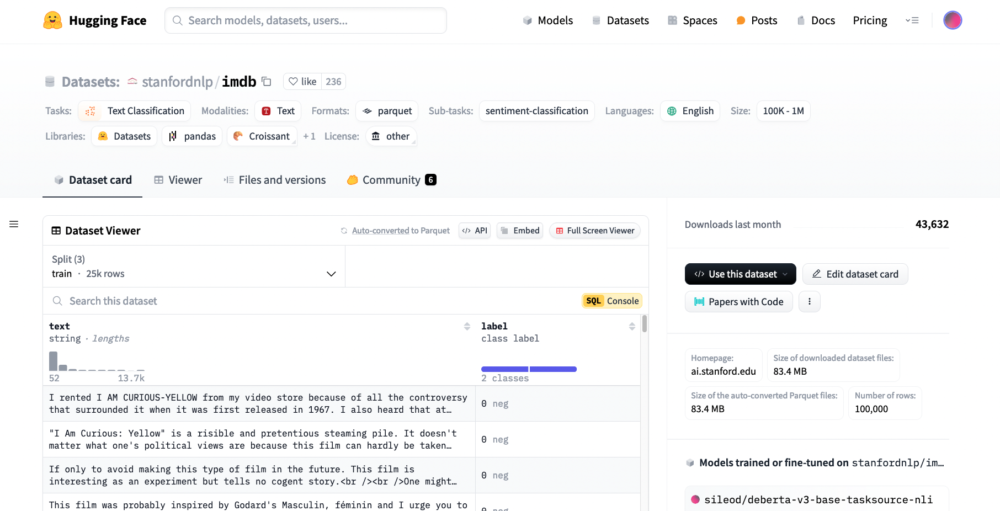 Hugging Face
Search models, datasets, users...
Models
Datasets
Spaces
Posts
Docs
Pricing
Datasets: stanfordnlp/imdb
like 236
Tasks: Text Classification Modalities: Text Formats: parquet Sub-tasks: sentiment-classification Languages: English Size: 100K - 1M
Libraries: Datasets pandas Croissant + 1 License: other
Dataset card
Viewer
Files and versions
Community 6
Dataset Viewer
Auto-converted to Parquet
API
Embed
Full Screen Viewer
Split (3)
train · 25k rows
Search this dataset
SQL Console
text
string · lengths
52 13.7k
label
class label
2 classes
I rented I AM CURIOUS-YELLOW from my video store because of all the controversy
that surrounded it when it was first released in 1967. I also heard that at…
0 neg
"I Am Curious: Yellow" is a risible and pretentious steaming pile. It doesn't
matter what one's political views are because this film can hardly be taken…
0 neg
If only to avoid making this type of film in the future. This film is
interesting as an experiment but tells no cogent story.<br /><br />One might…
0 neg
This film was probably inspired by Godard's Masculin, féminin and I urge you to
0 neg
Downloads last month
43,632
</> Use this dataset
Edit dataset card
Papers with Code
Homepage:
ai.stanford.edu
Size of downloaded dataset files:
83.4 MB
Size of the auto-converted Parquet files:
83.4 MB
Number of rows:
100,000
Models trained or fine-tuned on stanfordnlp/im…
sileod/deberta-v3-base-tasksource-nli